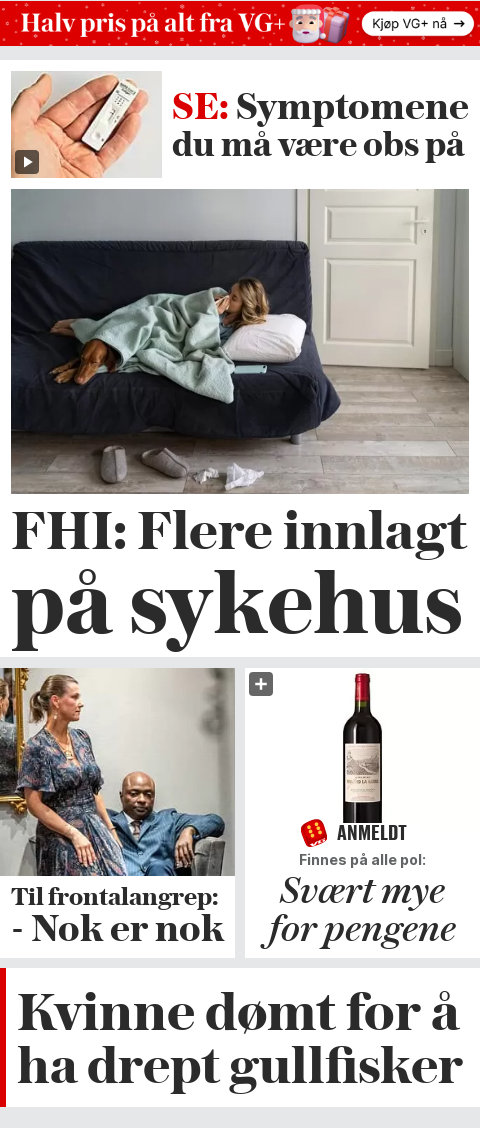 Halv pris på alt fra VG+
Kjøp VG+ nå →
SE: Symptomene
du må være obs på
FHI: Flere innlagt
på sykehus
Til frontalangrep:
- Nok er nok
ANMELDT
Finnes på alle pol:
Svært mye
for pengene
Kvinne dømt for å
ha drept gullfisker